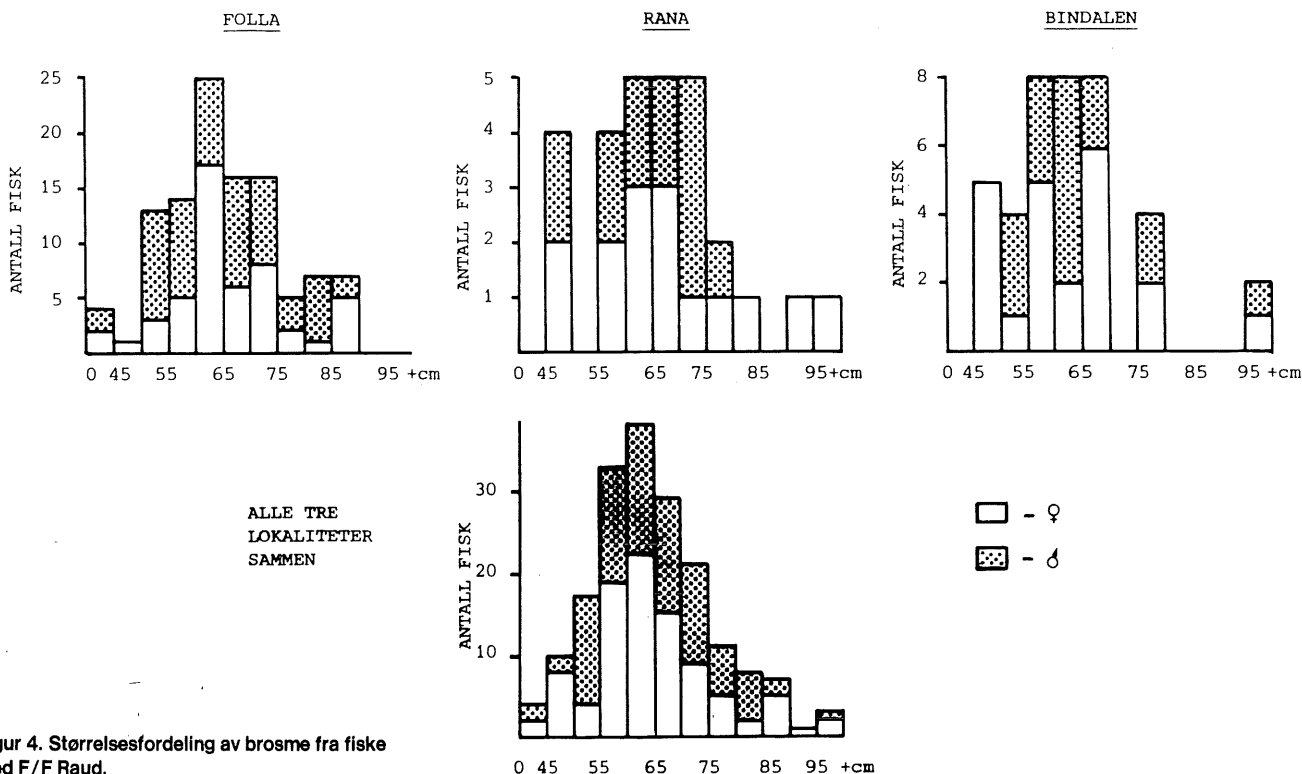 FOLLA
RANA
BINDALEN
25
20
15
10
5
ANTALL FISK
0 45 55 65 75 85 95 +cm
5
4
3
2
1
ANTALL FISK
0 45 55 65 75 85 95+cm
8
6
4
2
ANTALL FISK
0 45 55 65 75 85 95 +cm
ALLE TRE
LOKALITETER
SAMMEN
30
20
10
ANTALL FISK
0 45 55 65 75 85 95 +cm
- ♀
- ♂
gur 4. Størrelsesfordeling av brosme fra fiske
ed F/F Raud.